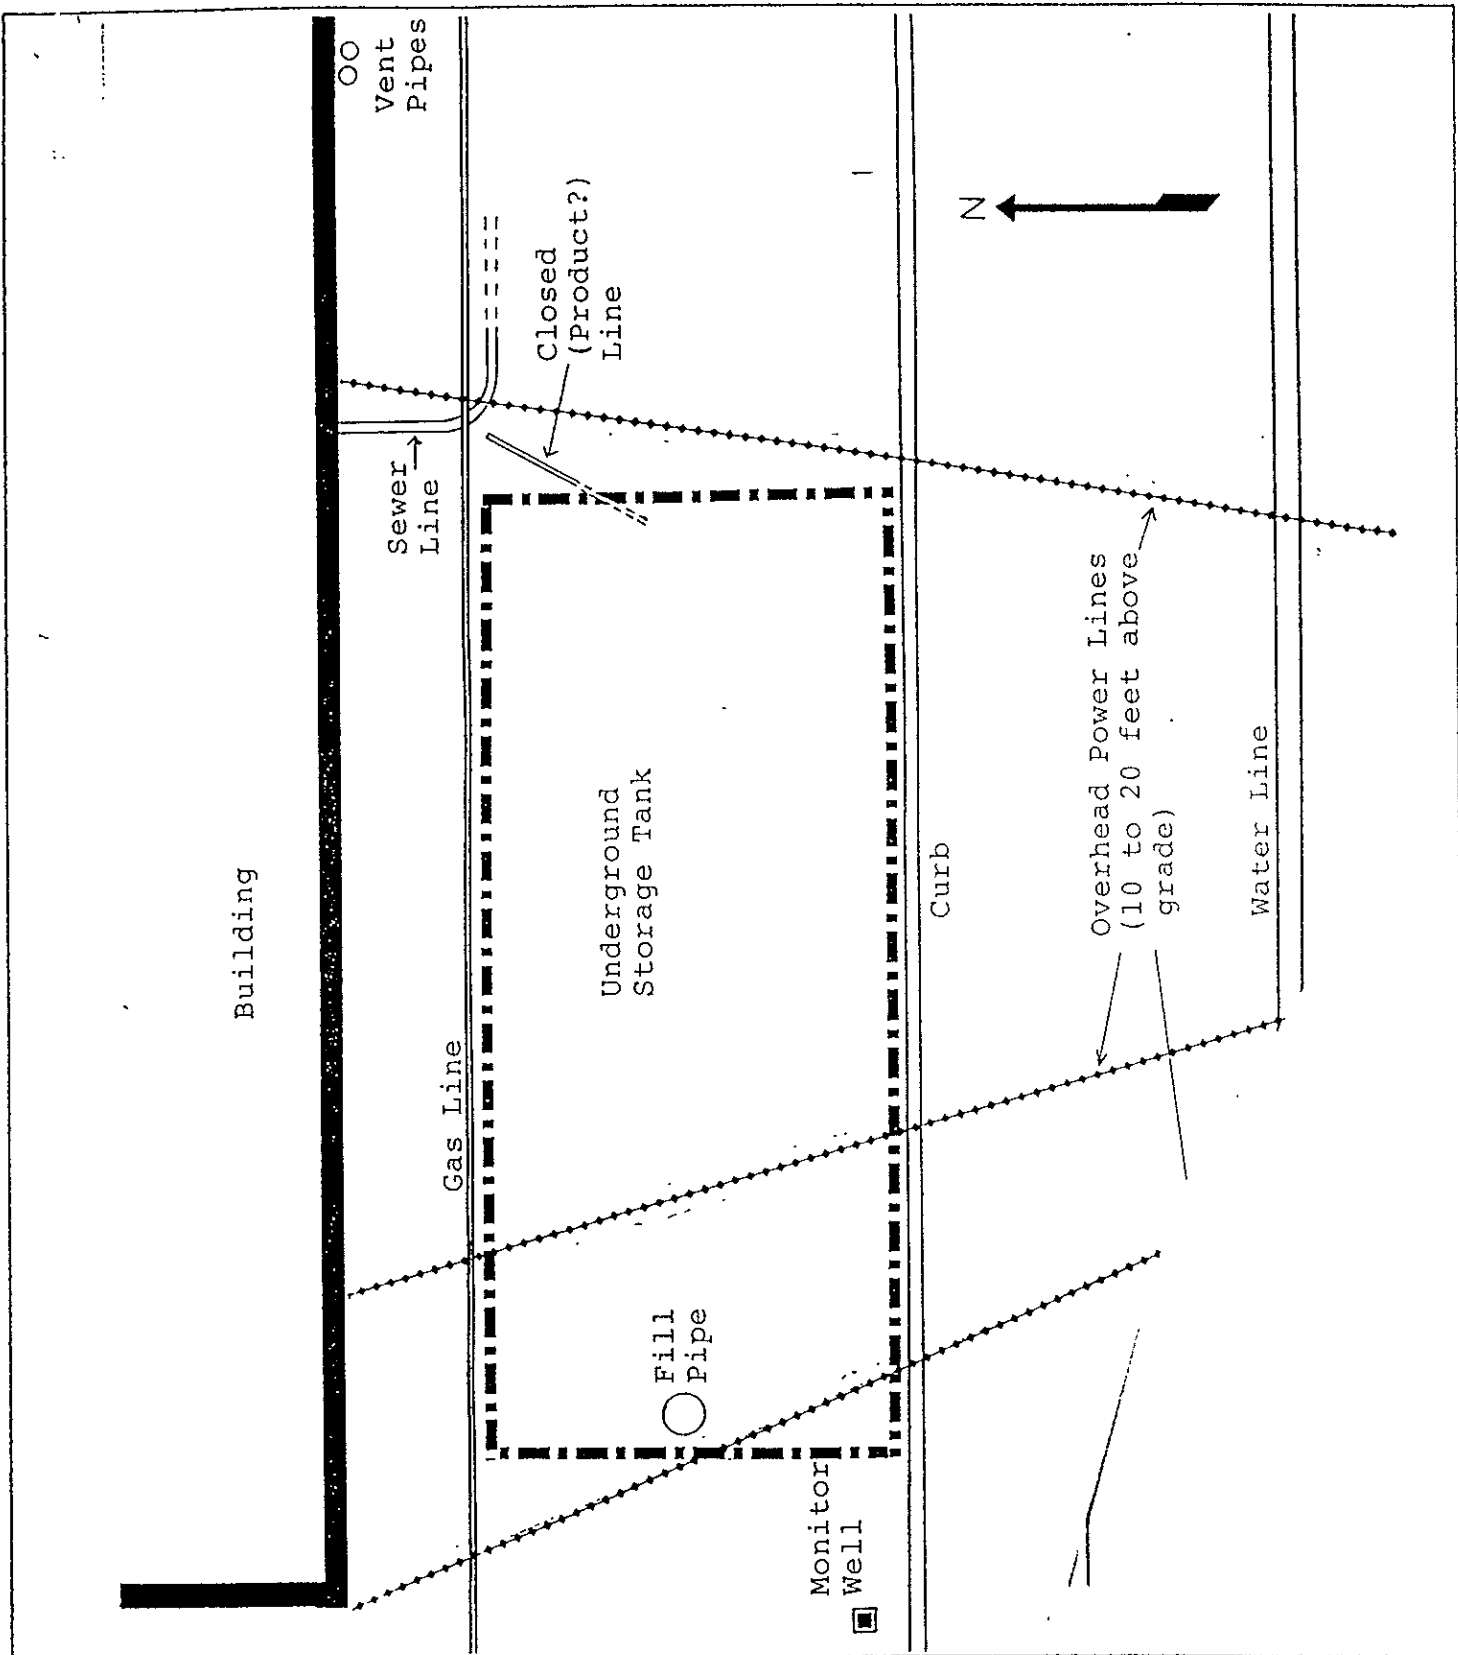 Building
Vent
Pipes
Gas Line
Sewer
Line
Closed
(Product?)
Line
Underground
Storage Tank
Fill
Pipe
Monitor
Well
Curb
N
Overhead Power Lines
(10 to 20 feet above
grade)
Water Line